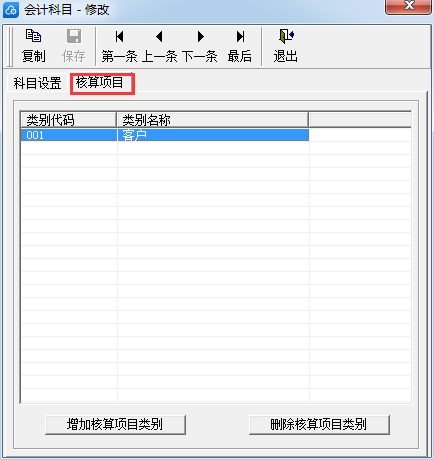 会计科目 - 修改
复制 保存 第一条 上一条 下一条 最后 退出
科目设置 核算项目
类别代码 类别名称
001 客户
增加核算项目类别 删除核算项目类别